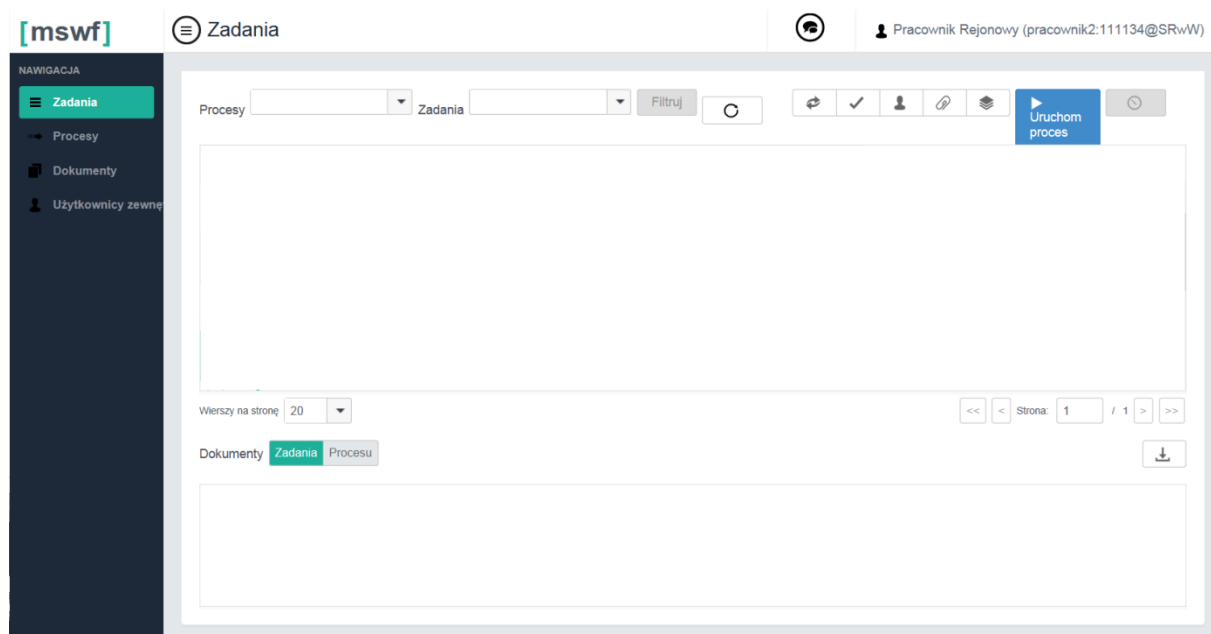 [mswf]
Zadania
Pracownik Rejonowy (pracownik2:111134@SRwW)
NAWIGACJA
Zadania
Procesy
Dokumenty
Użytkownicy zewnę
Procesy
Zadania
Filtruj
Uruchom
proces
Wierszy na stronę 20
<< < Strona: 1 / 1 > >>
Dokumenty Zadania Procesu